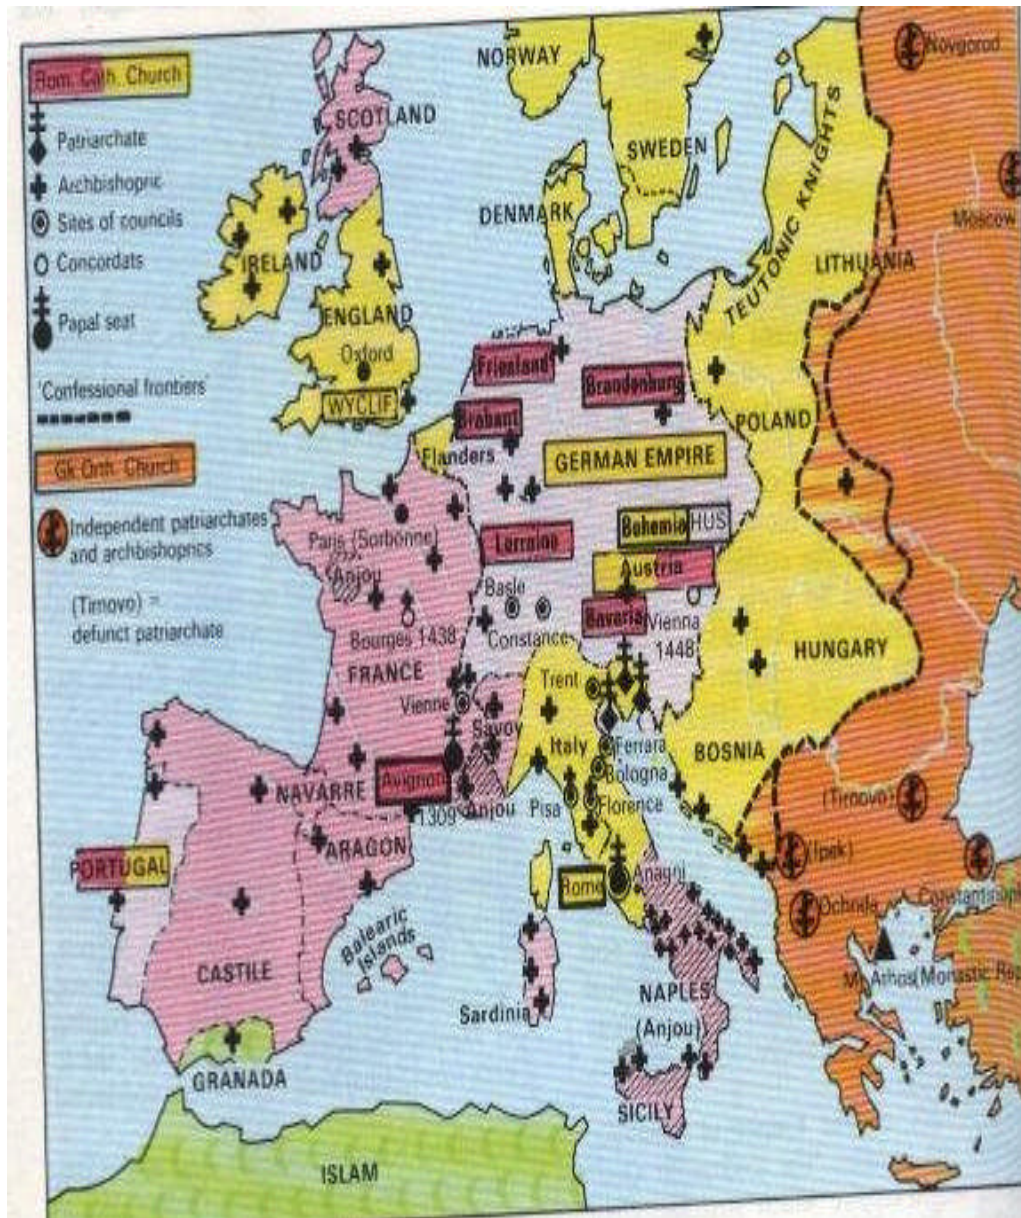 Rom. Cath. Church
Patriarchate
Archbishopric
Sites of councils
Concordats
Papal seat
'Confessional frontiers'
Gk Orth. Church
Independent patriarchates
and archbishoprics
(Tirnovo) =
defunct patriarchate
NORWAY
Novgorod
SCOTLAND
SWEDEN
DENMARK
TEUTONIC KNIGHTS
Moscow
IRELAND
LITHUANIA
ENGLAND
Oxford
WYCLIF
Friesland
Brandenburg
Brabant
POLAND
Flanders
GERMAN EMPIRE
Paris (Sorbonne)
Lorraine
Bohemia HUS
Anjou
Austria
Basle
Bavaria
Vienna
1448
Bourges 1438
Constance
HUNGARY
FRANCE
Trent
Vienne
Savoy
Italy
Ferrara
BOSNIA
Bologna
NAVARRE
Avignon
1309
Anjou
Pisa
Florence
(Tirnovo)
ARAGON
(Ipek)
PORTUGAL
Rome
Anagni
Ochrida
Balearic
Islands
CASTILE
Mt Athos (Monastic
Sardinia
NAPLES
(Anjou)
GRANADA
SICILY
ISLAM